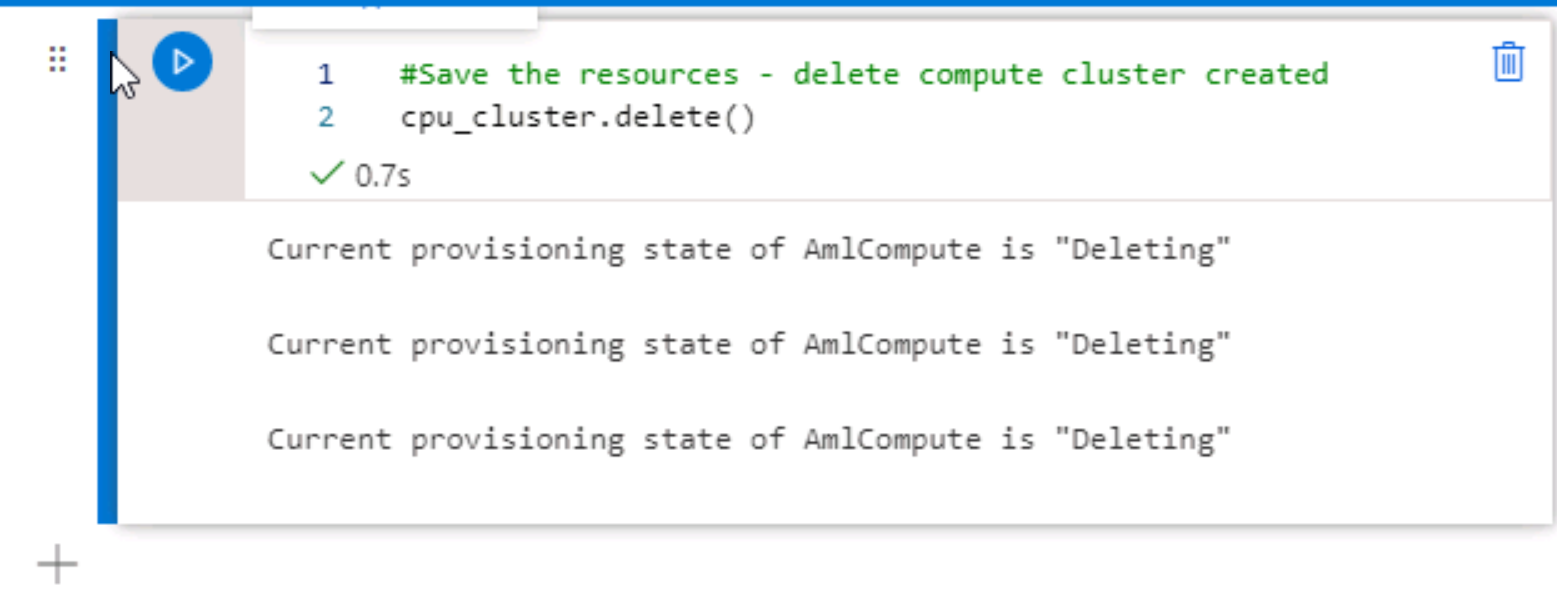 1 #Save the resources - delete compute cluster created
2 cpu_cluster.delete()
0.7s
Current provisioning state of AmlCompute is "Deleting"
Current provisioning state of AmlCompute is "Deleting"
Current provisioning state of AmlCompute is "Deleting"